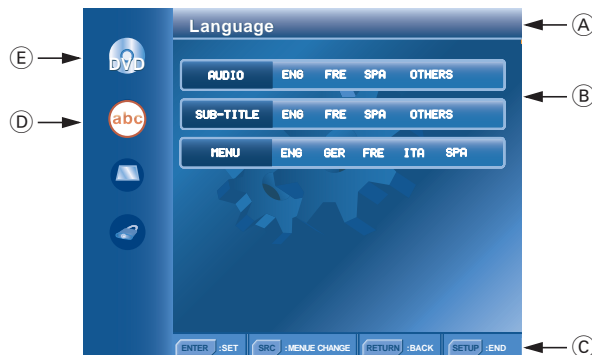 Language
A
E
DVD
AUDIO ENG FRE SPA OTHERS
B
D
abc
SUB-TITLE ENG FRE SPA OTHERS
MENU ENG GER FRE ITA SPA
ENTER :SET SRC :MENUE CHANGE RETURN :BACK SETUP :END
C